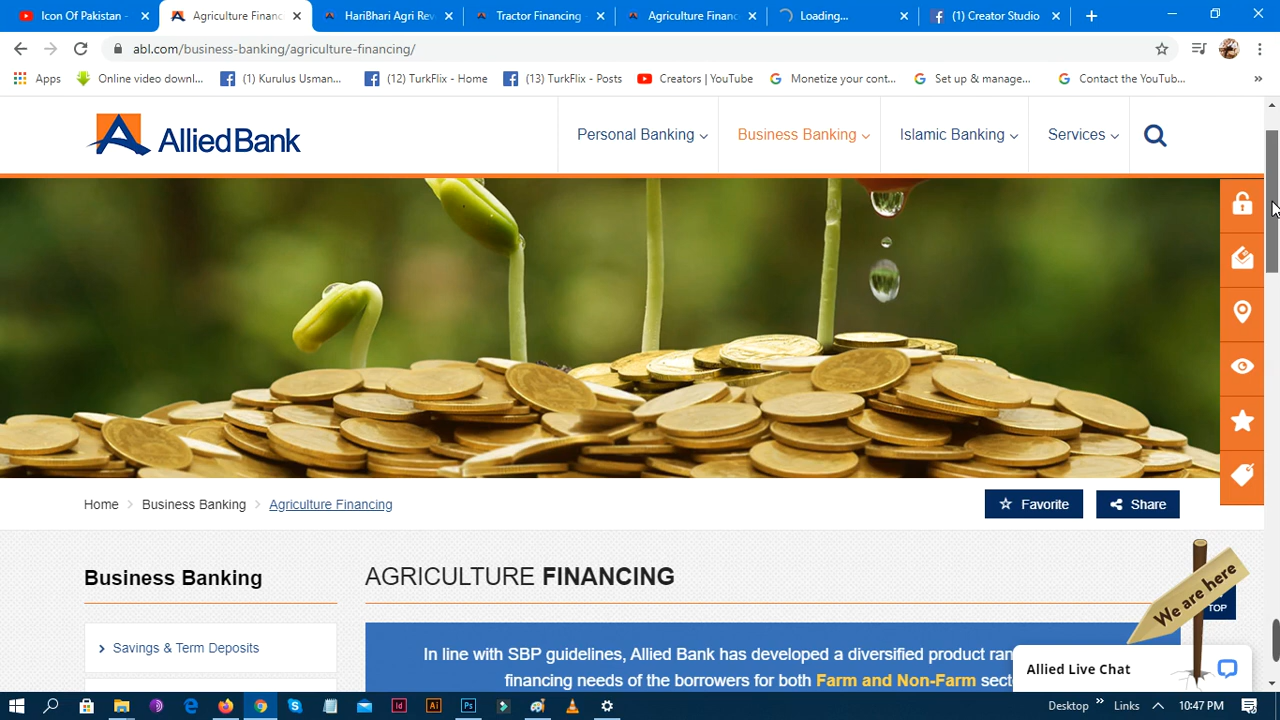 Icon Of Pakistan -
Agriculture Financ
HariBhari Agri Rev
Tractor Financing
Agriculture Financ
Loading...
(1) Creator Studio
abl.com/business-banking/agriculture-financing/
Apps
Online video downl...
(1) Kurulus Usman...
(12) TurkFlix - Home
(13) TurkFlix - Posts
Creators | YouTube
Monetize your cont...
Set up & manage...
Contact the YouTub...
»
Allied Bank
Personal Banking
Business Banking
Islamic Banking
Services
Home > Business Banking > Agriculture Financing
Favorite
Share
Business Banking
AGRICULTURE FINANCING
We are here
TOP
Savings & Term Deposits
In line with SBP guidelines, Allied Bank has developed a diversified product ran
financing needs of the borrowers for both Farm and Non-Farm secto
Allied Live Chat
Desktop
»
Links
10:47 PM